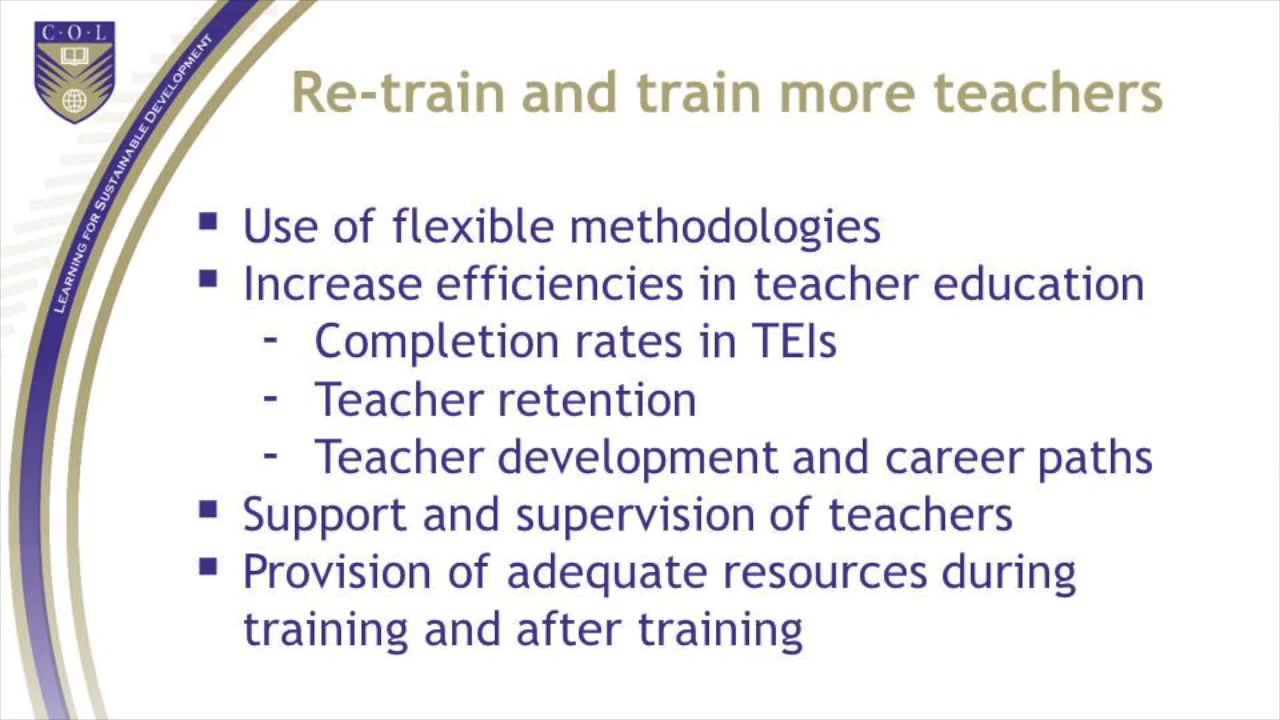 C·O·L
LEARNING FOR SUSTAINABLE DEVELOPMENT
Re-train and train more teachers
▪ Use of flexible methodologies
▪ Increase efficiencies in teacher education
- Completion rates in TEIs
- Teacher retention
- Teacher development and career paths
▪ Support and supervision of teachers
▪ Provision of adequate resources during
training and after training